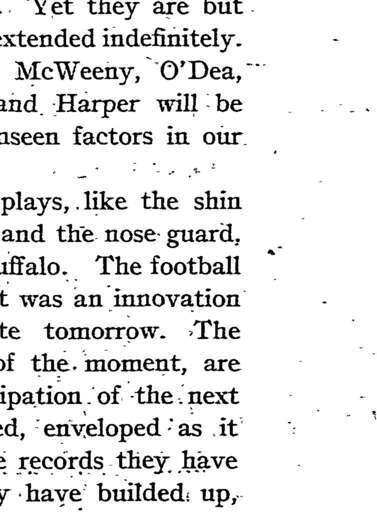 . Yet they are but
extended indefinitely.
McWeeny, O'Dea,
and Harper will be
nseen factors in our
plays, like the shin
and the nose guard,
uffalo. The football
t was an innovation
te tomorrow. The
of the moment, are
ipation of the next
ed, enveloped as it
e records they have
y have builded up,